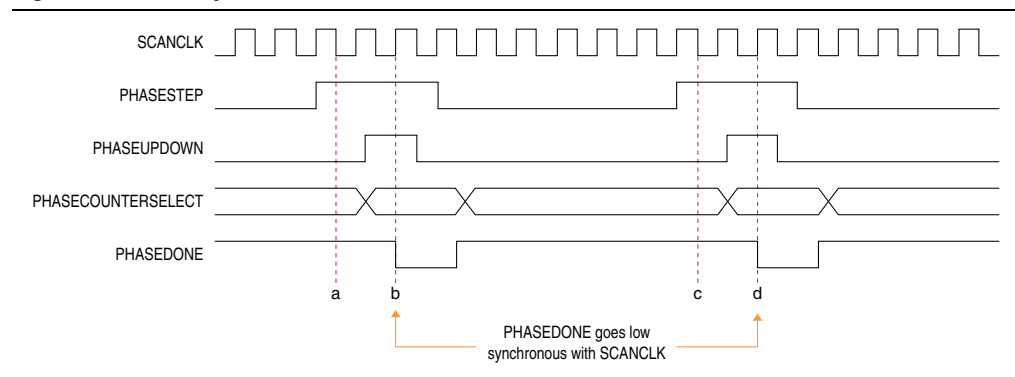 SCANCLK
PHASESTEP
PHASEUPDOWN
PHASECOUNTERSELECT
PHASEDONE
a b c d
PHASEDONE goes low
synchronous with SCANCLK